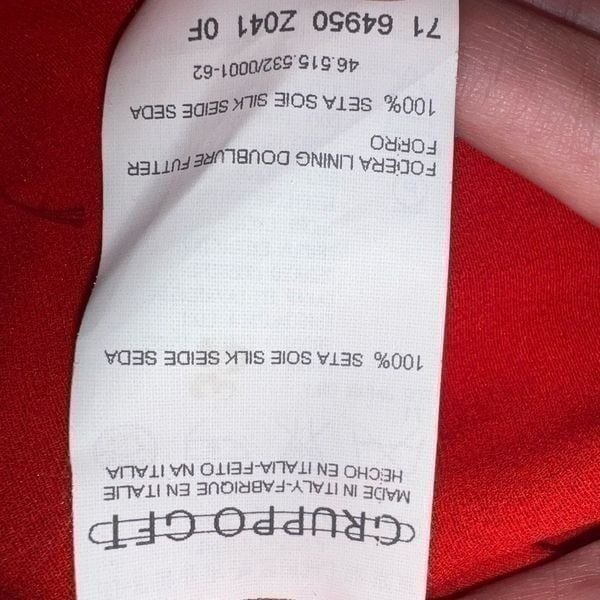 GRUPPO GFT
MADE IN ITALY-FABRIQUE EN ITALIE
HECHO EN ITALIA-FEITO NA ITALIA
100% SETA SOIE SILK SEIDE SEDA
FODERA LINING DOUBLURE FUTTER
FORRO
100% SETA SOIE SILK SEIDE SEDA
46.515.532/0001-62
71 64950 Z041 0F